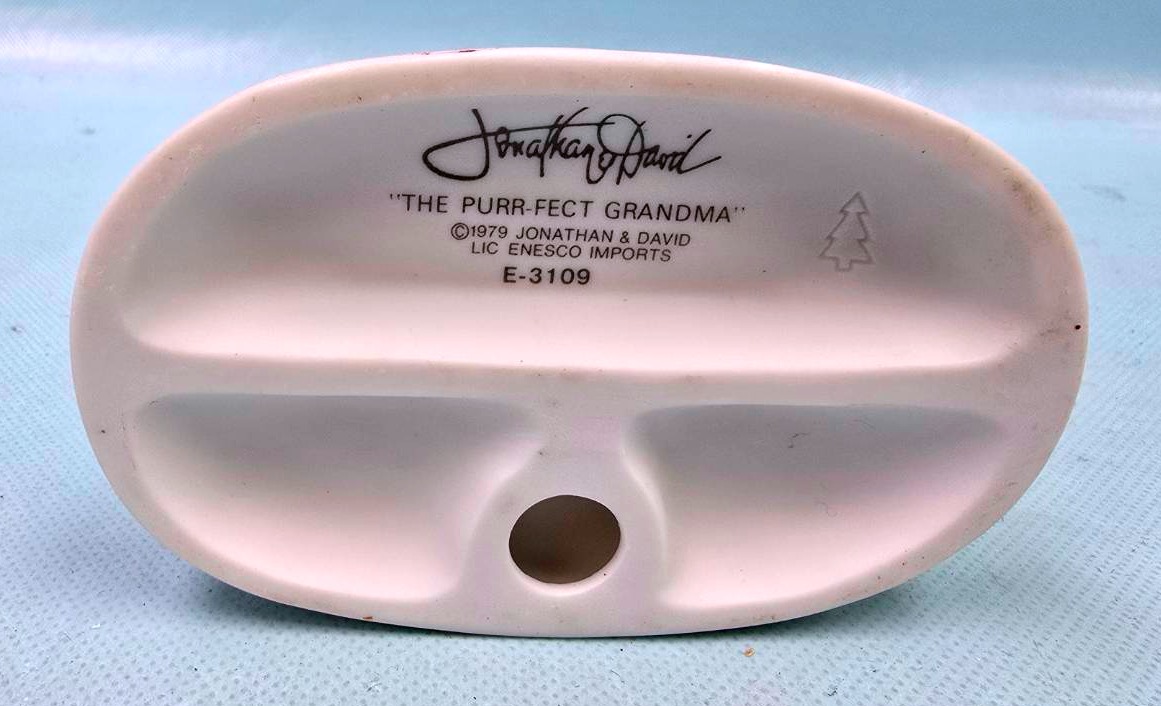 Jonathan & David
"THE PURR-FECT GRANDMA"
©1979 JONATHAN & DAVID
LIC ENESCO IMPORTS
E-3109